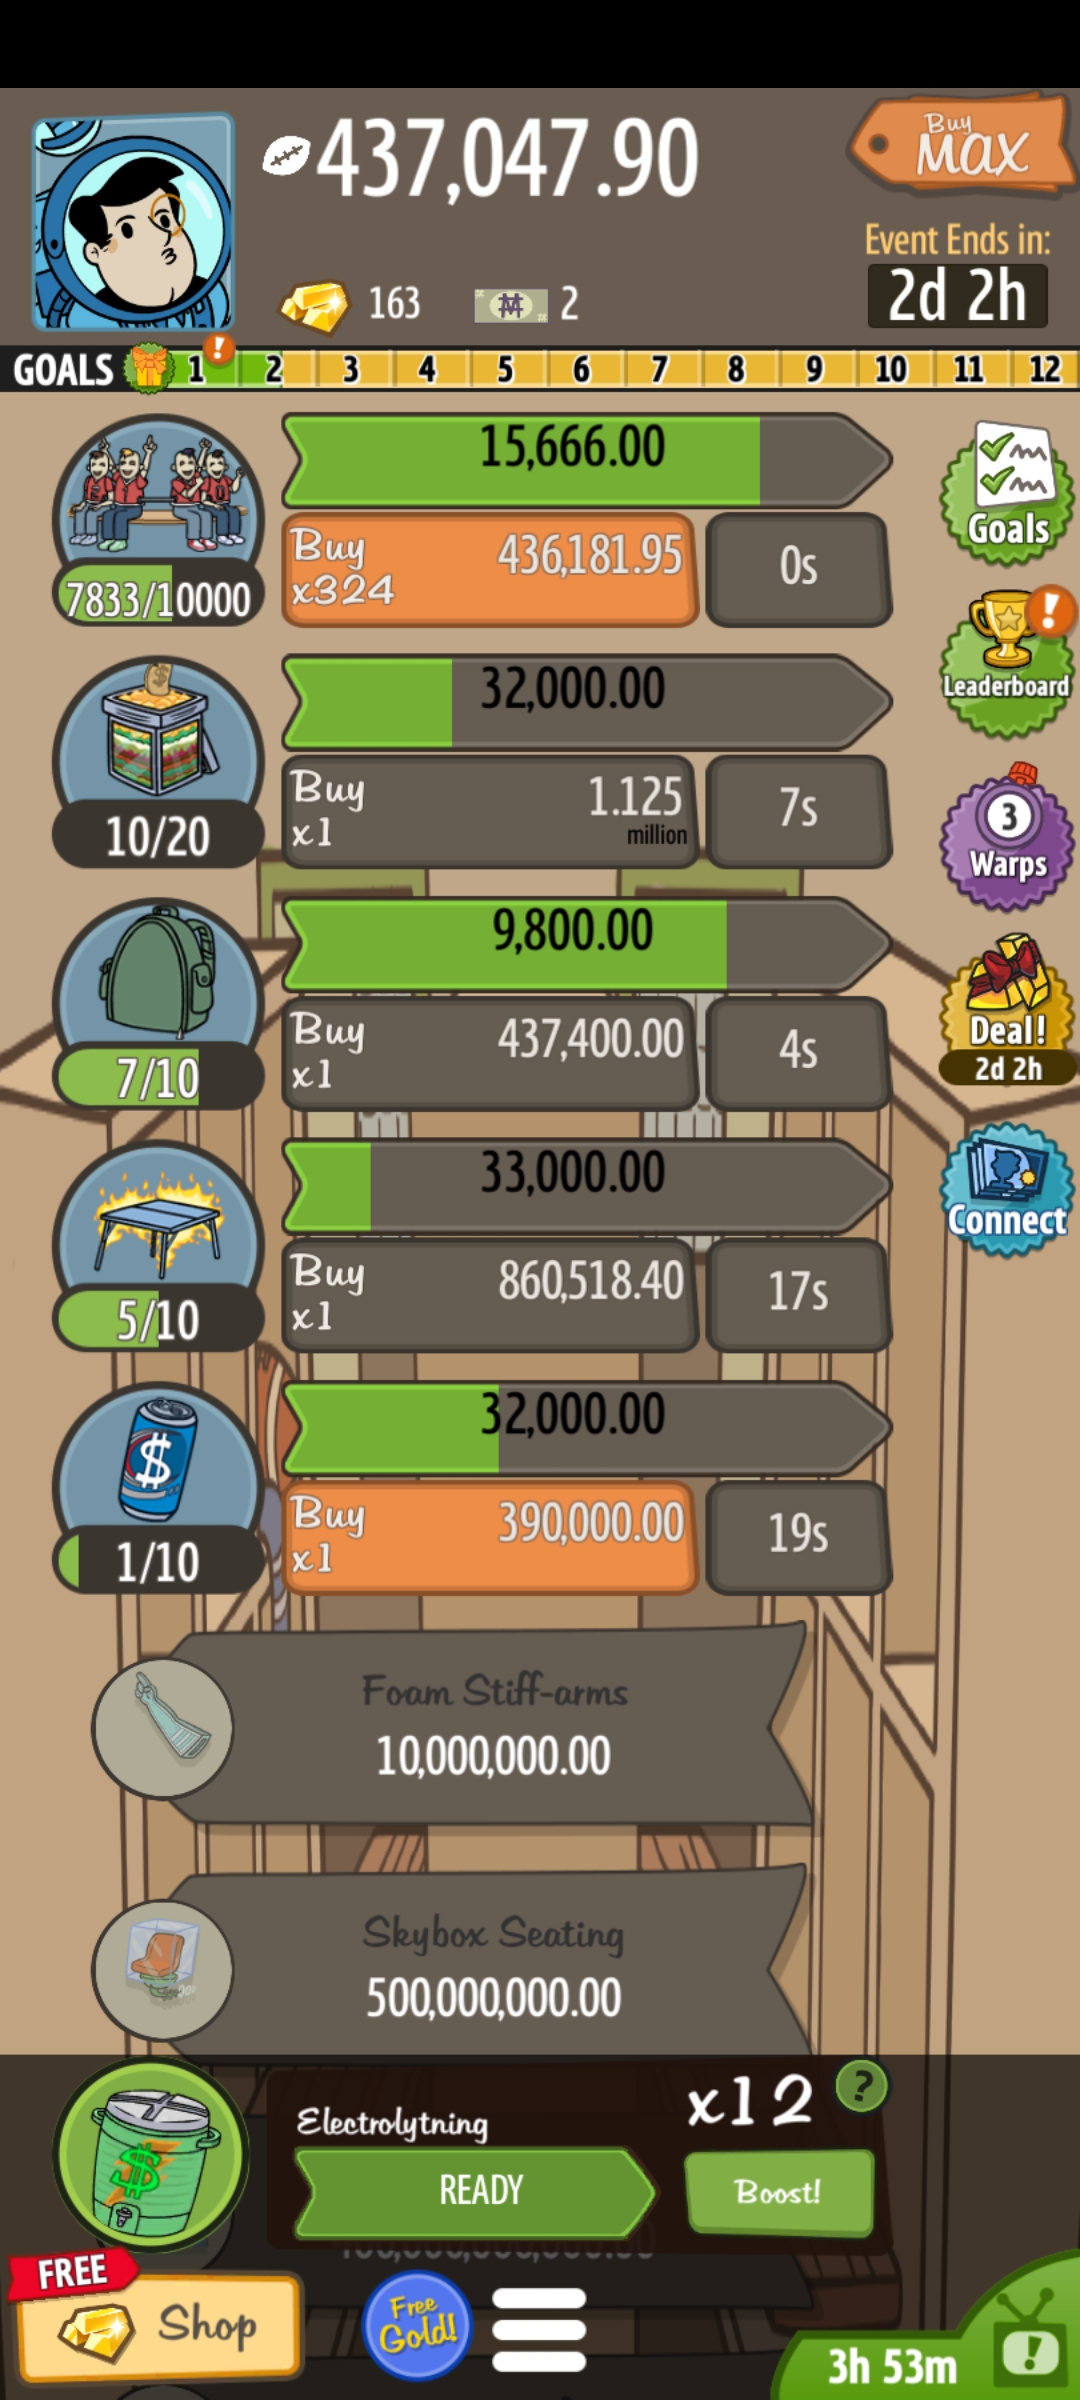 437,047.90
Buy
MAX
Event Ends in:
2d 2h
163
2
GOALS 1 ! 2 3 4 5 6 7 8 9 10 11 12
15,666.00
Buy
x324
436,181.95
0s
7833/10000
Goals
32,000.00
Buy
x1
1.125
million
7s
10/20
!
Leaderboard
9,800.00
Buy
x1
437,400.00
4s
7/10
3
Warps
Deal!
2d 2h
33,000.00
Buy
x1
860,518.40
17s
5/10
Connect
32,000.00
Buy
x1
390,000.00
19s
$
1/10
Foam Stiff-arms
10,000,000.00
Skybox Seating
500,000,000.00
Electrolytning
x12
?
$
READY
Boost!
FREE
Shop
Free
Gold!
3h 53m
!